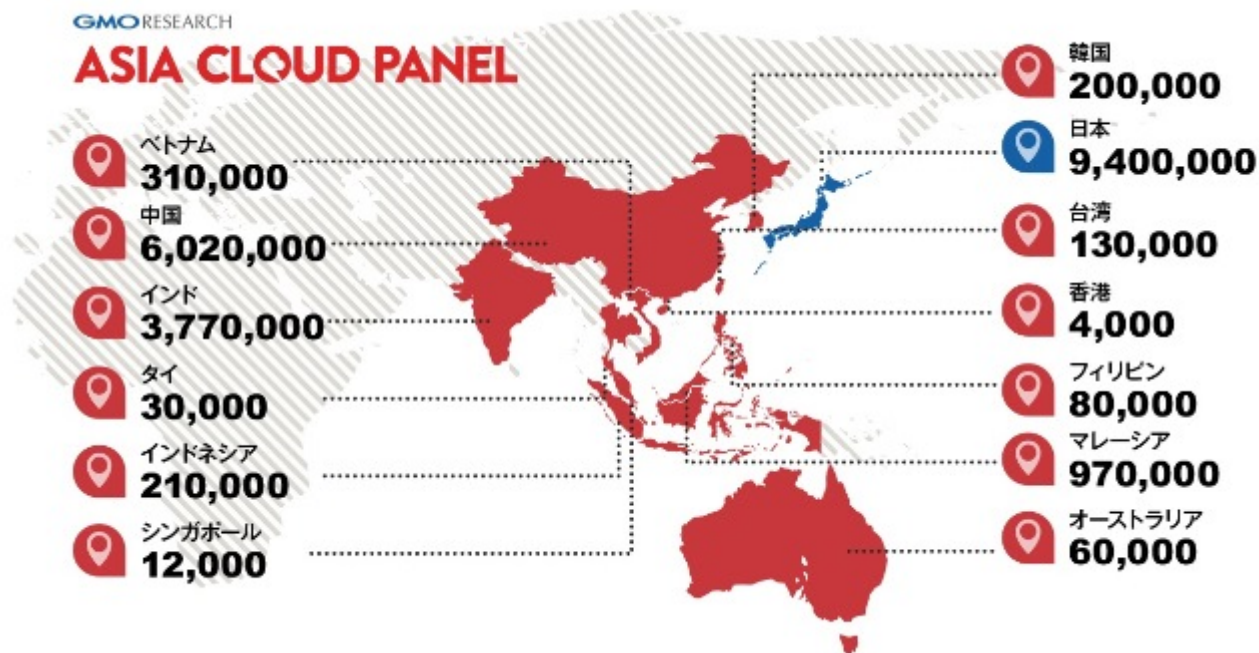 GMO RESEARCH
ASIA CLOUD PANEL
ベトナム
310,000
中国
6,020,000
インド
3,770,000
タイ
30,000
インドネシア
210,000
シンガポール
12,000
韓国
200,000
日本
9,400,000
台湾
130,000
香港
4,000
フィリピン
80,000
マレーシア
970,000
オーストラリア
60,000